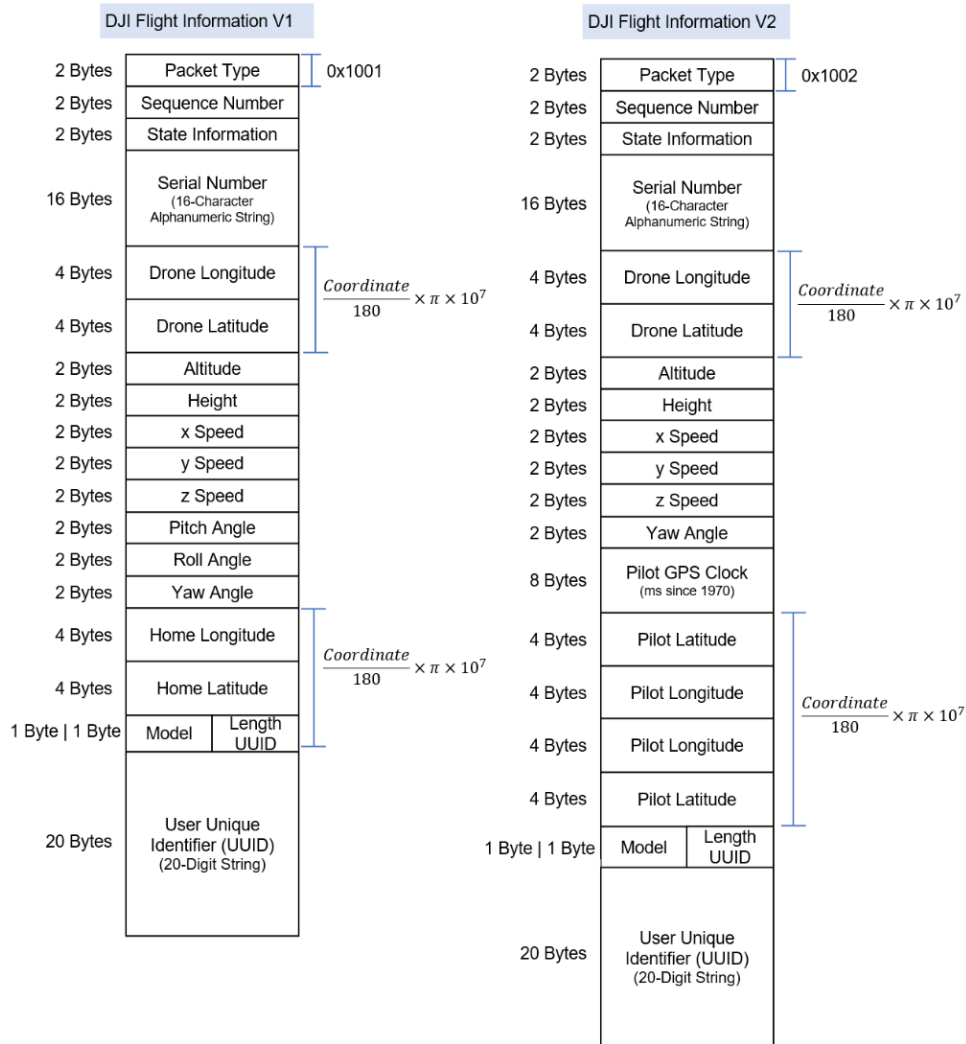 DJI Flight Information V1
2 Bytes Packet Type 0x1001
2 Bytes Sequence Number
2 Bytes State Information
16 Bytes Serial Number
(16-Character
Alphanumeric String)
4 Bytes Drone Longitude
4 Bytes Drone Latitude
Coordinate/180 × π × 10⁷
2 Bytes Altitude
2 Bytes Height
2 Bytes x Speed
2 Bytes y Speed
2 Bytes z Speed
2 Bytes Pitch Angle
2 Bytes Roll Angle
2 Bytes Yaw Angle
4 Bytes Home Longitude
4 Bytes Home Latitude
Coordinate/180 × π × 10⁷
1 Byte | 1 Byte Model Length
UUID
20 Bytes User Unique
Identifier (UUID)
(20-Digit String)
DJI Flight Information V2
2 Bytes Packet Type 0x1002
2 Bytes Sequence Number
2 Bytes State Information
16 Bytes Serial Number
(16-Character
Alphanumeric String)
4 Bytes Drone Longitude
4 Bytes Drone Latitude
Coordinate/180 × π × 10⁷
2 Bytes Altitude
2 Bytes Height
2 Bytes x Speed
2 Bytes y Speed
2 Bytes z Speed
2 Bytes Yaw Angle
8 Bytes Pilot GPS Clock
(ms since 1970)
4 Bytes Pilot Latitude
4 Bytes Pilot Longitude
4 Bytes Pilot Longitude
4 Bytes Pilot Latitude
Coordinate/180 × π × 10⁷
1 Byte | 1 Byte Model Length
UUID
20 Bytes User Unique
Identifier (UUID)
(20-Digit String)